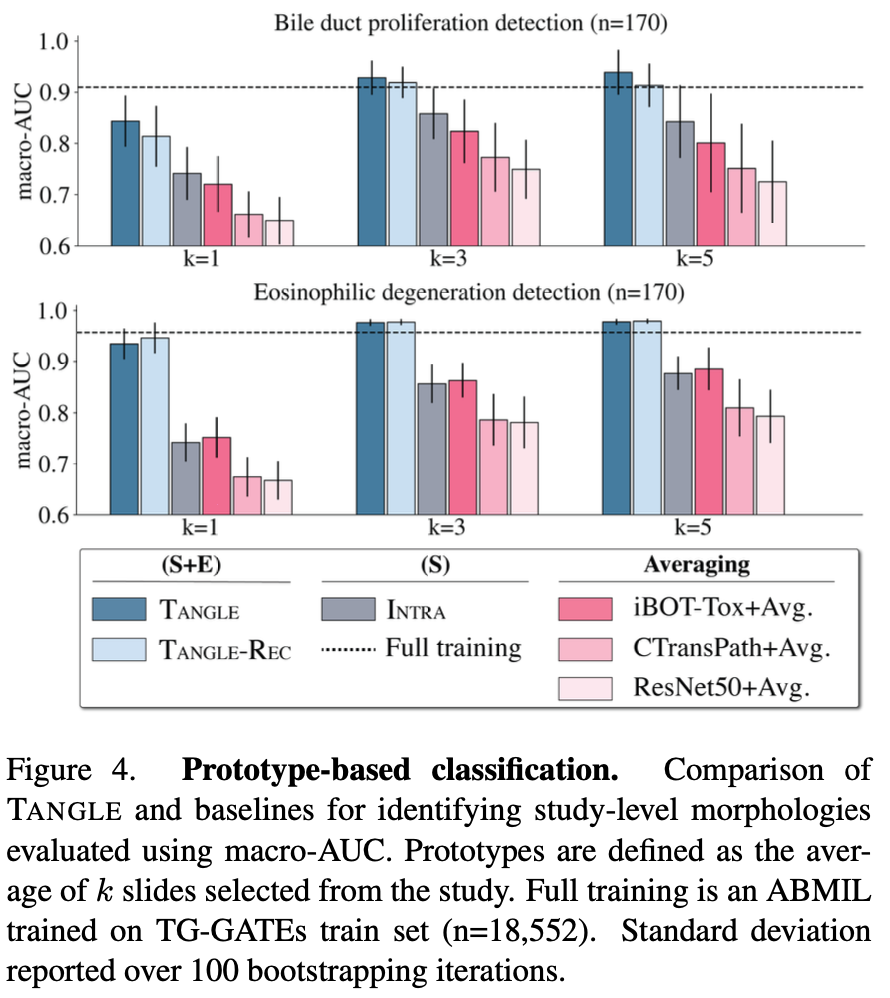 Bile duct proliferation detection (n=170)
macro-AUC
1.0
0.9
0.8
0.7
0.6
k=1 k=3 k=5
Eosinophilic degeneration detection (n=170)
macro-AUC
1.0
0.9
0.8
0.7
0.6
k=1 k=3 k=5
(S+E) (S) Averaging
TANGLE INTRA iBOT-Tox+Avg.
TANGLE-REC Full training CTransPath+Avg.
ResNet50+Avg.
Figure 4. Prototype-based classification. Comparison of
TANGLE and baselines for identifying study-level morphologies
evaluated using macro-AUC. Prototypes are defined as the aver-
age of k slides selected from the study. Full training is an ABMIL
trained on TG-GATEs train set (n=18,552). Standard deviation
reported over 100 bootstrapping iterations.